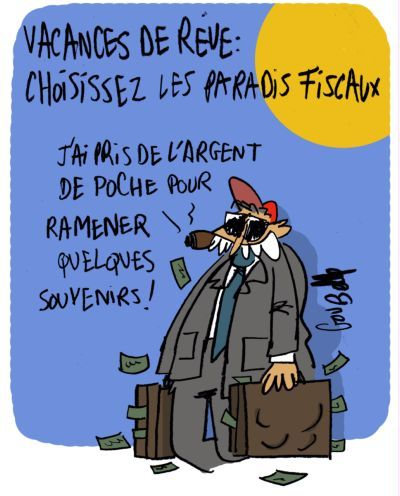 VACANCES DE RÊVE:
CHOISISSEZ LES PARADIS FISCAUX
J'AI PRIS DE L'ARGENT
DE POCHE POUR
RAMENER
QUELQUES
SOUVENIRS!